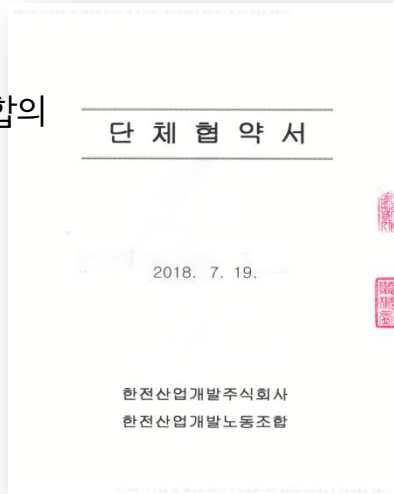 합의
단 체 협 약 서
2018. 7. 19.
한전산업개발주식회사
한전산업개발노동조합